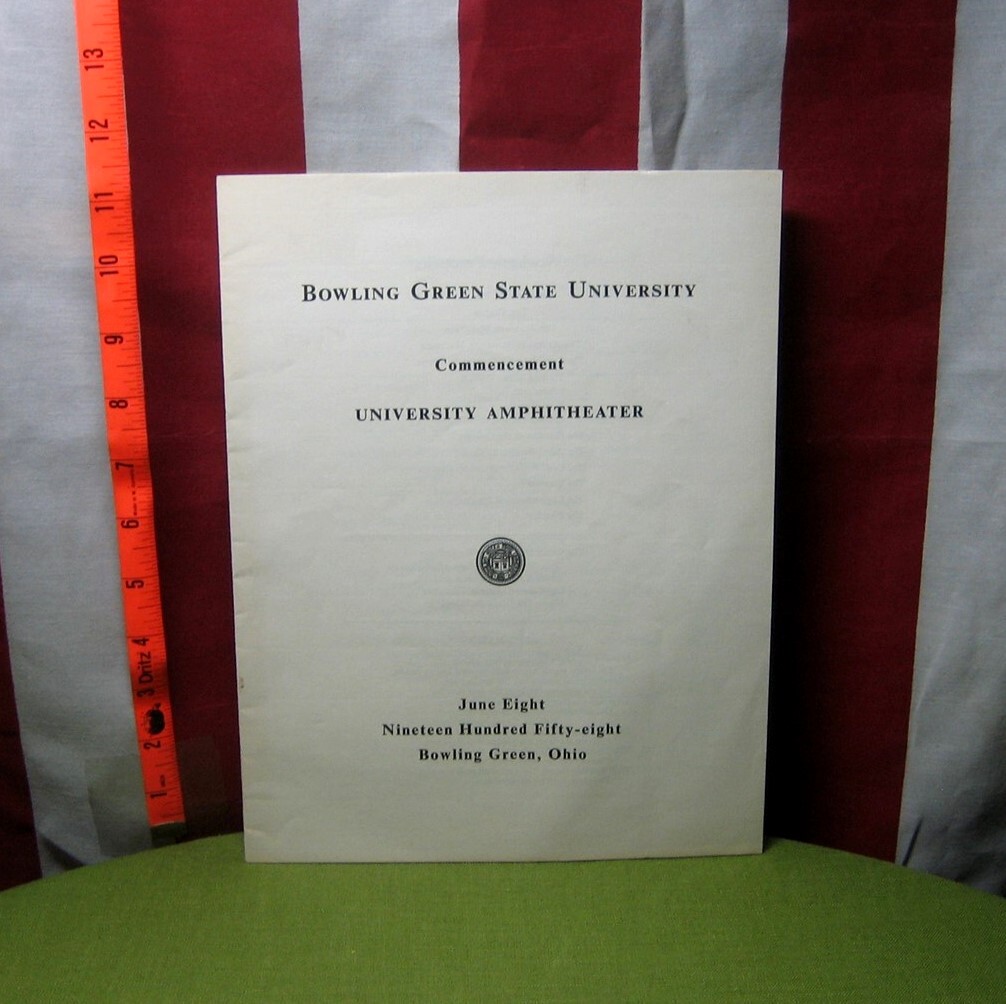 Bowling Green State University
Commencement
UNIVERSITY AMPHITHEATER
June Eight
Nineteen Hundred Fifty-eight
Bowling Green, Ohio
13
12
11
10
9
8
7
6
5
4
Dritz
3
2
1